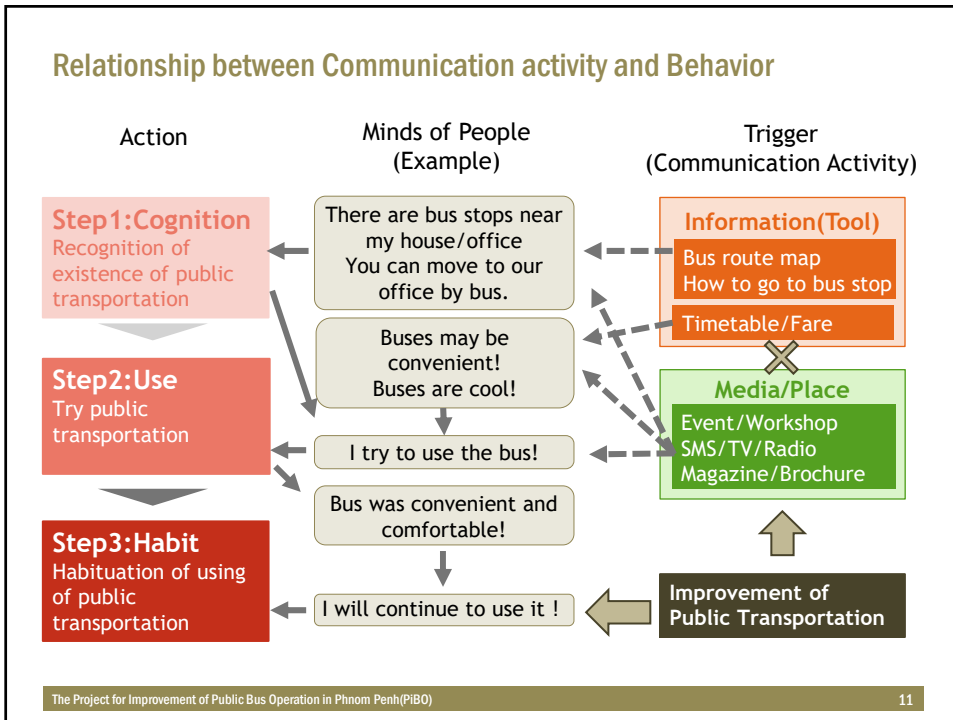 Relationship between Communication activity and Behavior
Action
Minds of People
(Example)
Trigger
(Communication Activity)
Step1:Cognition
Recognition of
existence of public
transportation
There are bus stops near
my house/office
You can move to our
office by bus.
Information(Tool)
Bus route map
How to go to bus stop
Timetable/Fare
Buses may be
convenient!
Buses are cool!
Step2:Use
Try public
transportation
Media/Place
Event/Workshop
SMS/TV/Radio
Magazine/Brochure
I try to use the bus!
Bus was convenient and
comfortable!
Step3:Habit
Habituation of using
of public
transportation
I will continue to use it !
Improvement of
Public Transportation
The Project for Improvement of Public Bus Operation in Phnom Penh(PiBO)
11